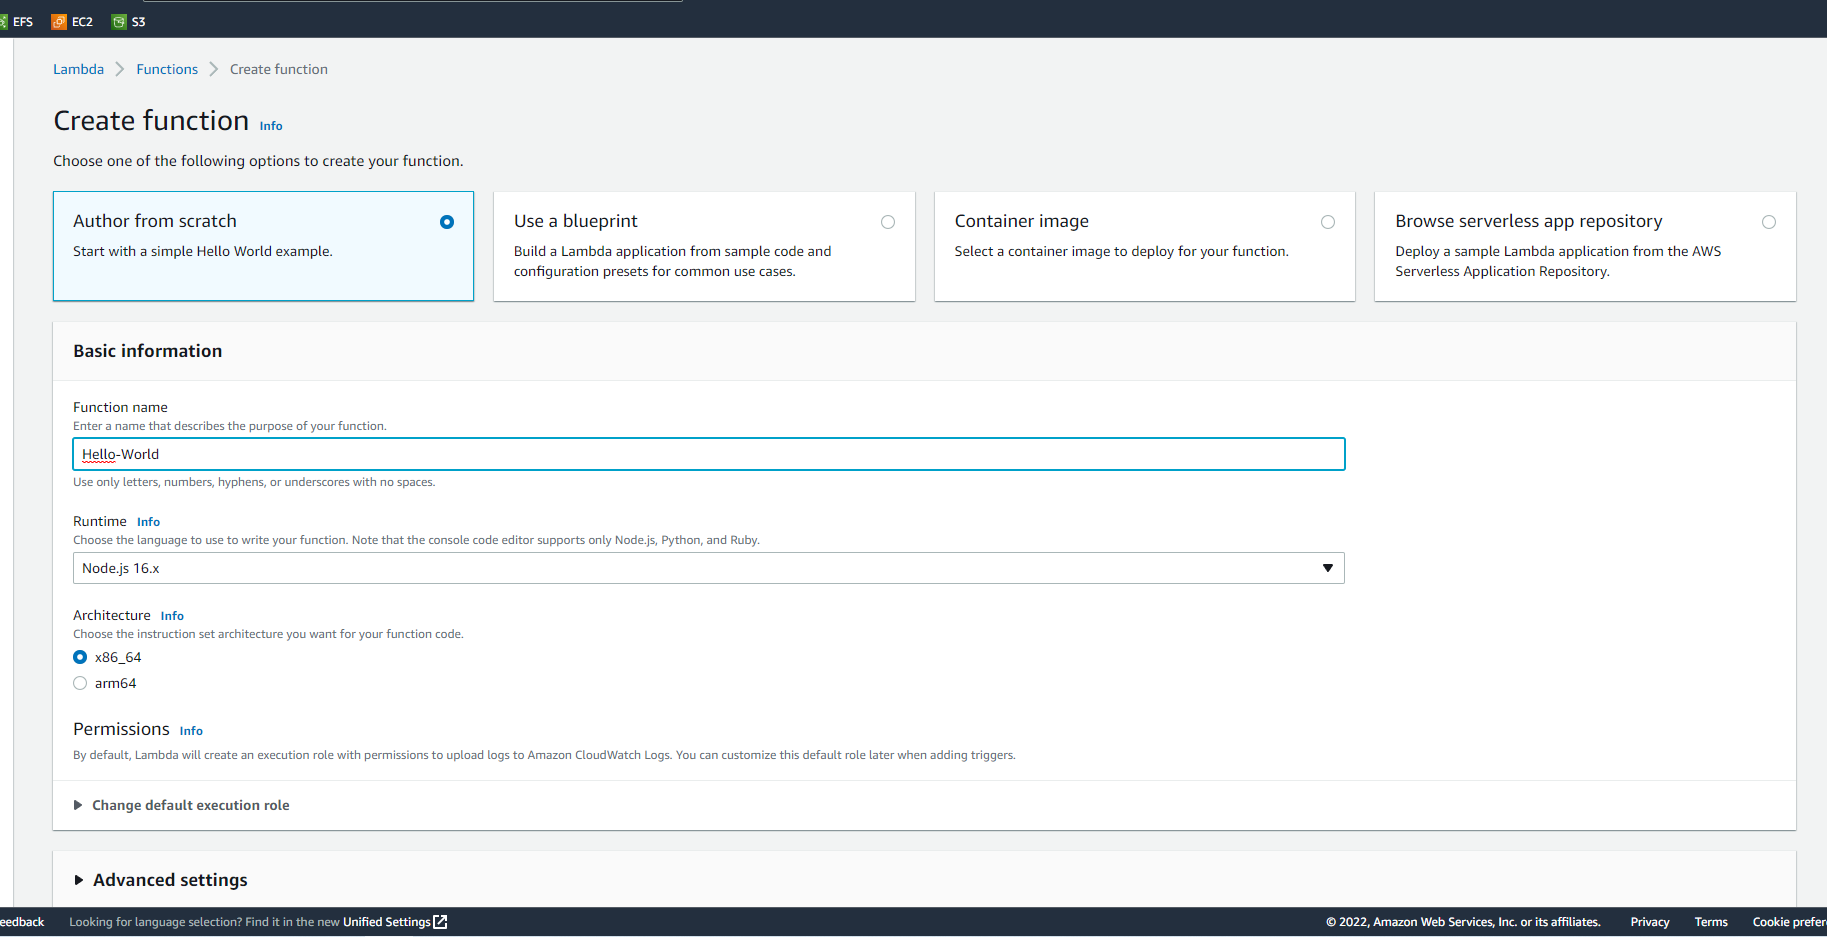 EFS EC2 S3
Lambda Functions Create function
Create function Info
Choose one of the following options to create your function.
Author from scratch
Start with a simple Hello World example.
Use a blueprint
Build a Lambda application from sample code and
configuration presets for common use cases.
Container image
Select a container image to deploy for your function.
Browse serverless app repository
Deploy a sample Lambda application from the AWS
Serverless Application Repository.
Basic information
Function name
Enter a name that describes the purpose of your function.
Hello-World
Use only letters, numbers, hyphens, or underscores with no spaces.
Runtime Info
Choose the language to use to write your function. Note that the console code editor supports only Node.js, Python, and Ruby.
Node.js 16.x
Architecture Info
Choose the instruction set architecture you want for your function code.
x86_64
arm64
Permissions Info
By default, Lambda will create an execution role with permissions to upload logs to Amazon CloudWatch Logs. You can customize this default role later when adding triggers.
Change default execution role
Advanced settings
eedback Looking for language selection? Find it in the new Unified Settings © 2022, Amazon Web Services, Inc. or its affiliates. Privacy Terms Cookie prefer